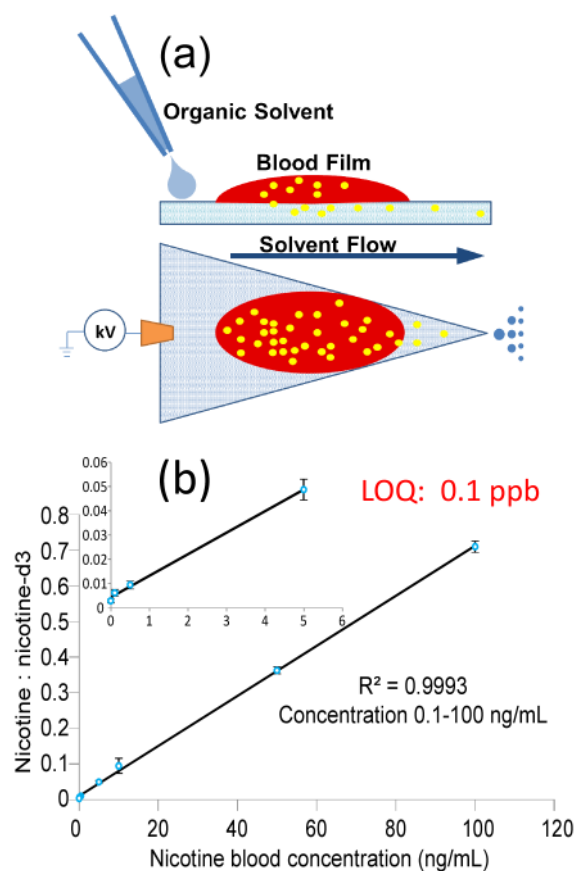 (a)
Organic Solvent
Blood Film
Solvent Flow
kV
(b)
LOQ: 0.1 ppb
0.06
0.05
0.04
0.03
0.02
0.01
0.00
0
1
2
3
4
5
6
0.8
0.7
0.6
0.4
0.3
0.2
0.1
0
Nicotine : nicotine-d3
R² = 0.9993
Concentration 0.1-100 ng/mL
0
20
40
60
80
100
120
Nicotine blood concentration (ng/mL)